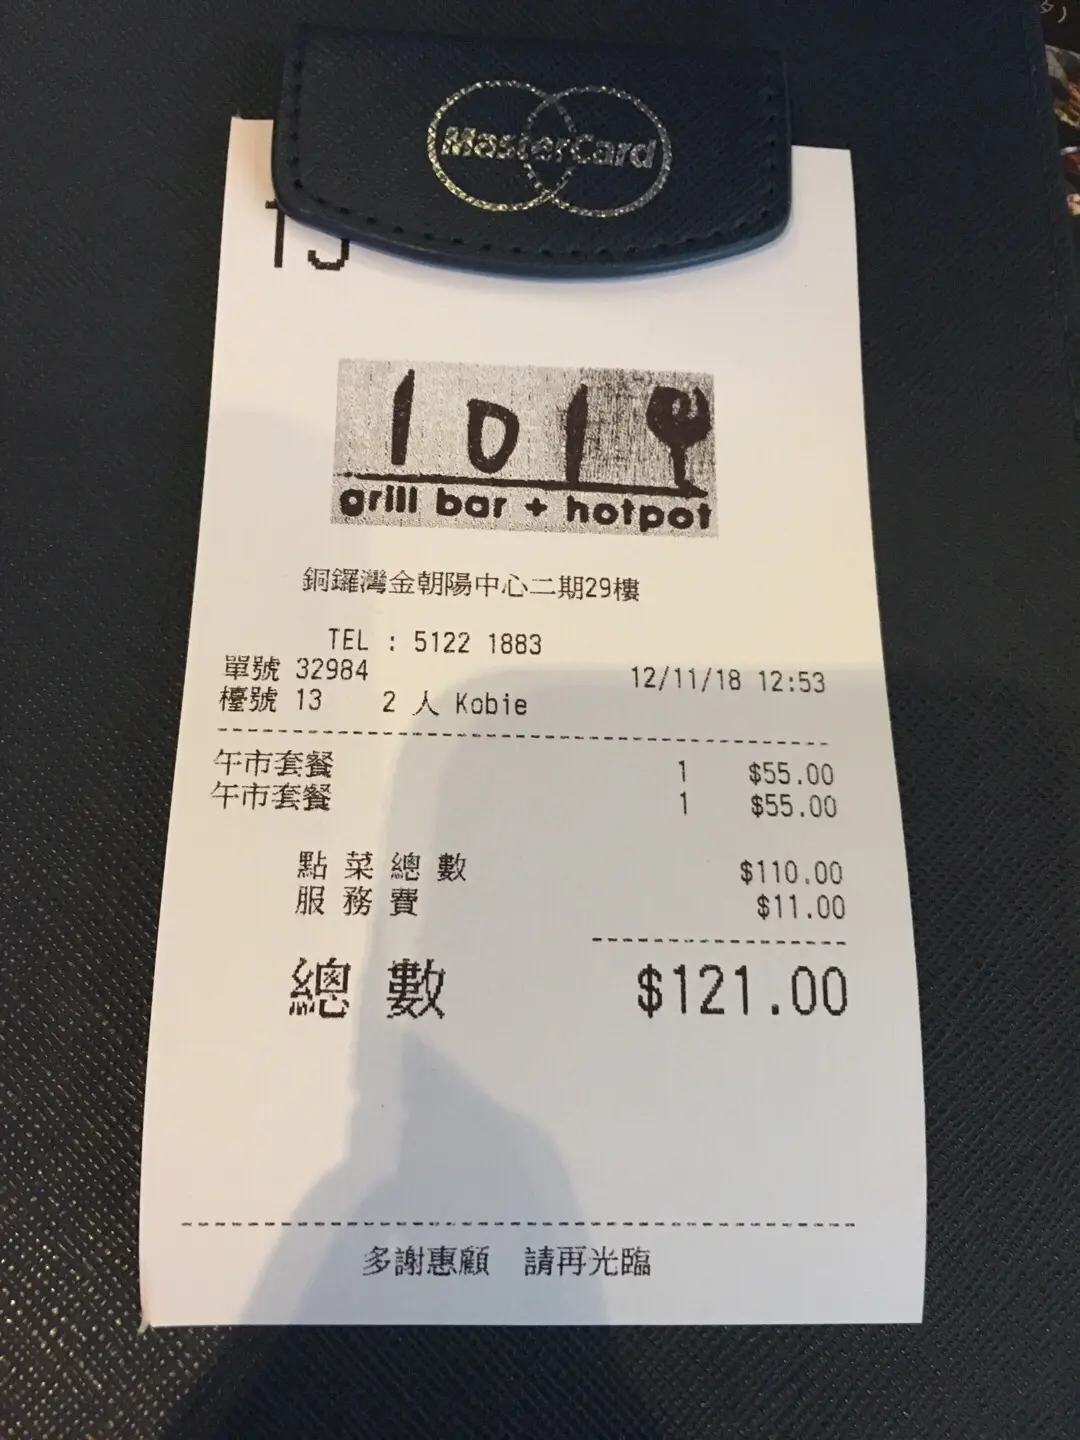 MasterCard
101
grill bar + hotpot
銅鑼灣金朝陽中心二期29樓
TEL : 5122 1883
單號 32984 12/11/18 12:53
檯號 13 2 人 Kobie
午市套餐 1 $55.00
午市套餐 1 $55.00
點菜總數 $110.00
服務費 $11.00
總數 $121.00
多謝惠顧 請再光臨